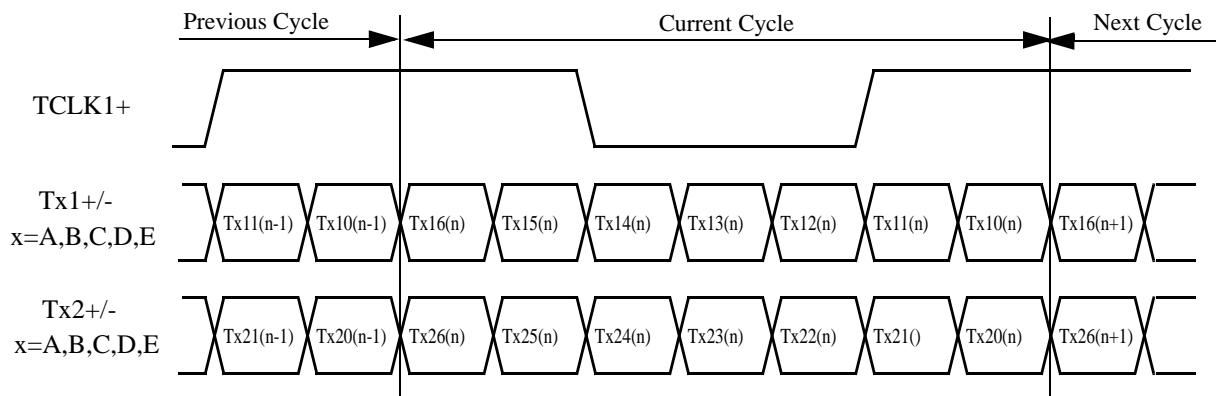 Previous Cycle Current Cycle Next Cycle
TCLK1+
Tx1+/-
x=A,B,C,D,E
Tx11(n-1) Tx10(n-1) Tx16(n) Tx15(n) Tx14(n) Tx13(n) Tx12(n) Tx11(n) Tx10(n) Tx16(n+1)
Tx2+/-
x=A,B,C,D,E
Tx21(n-1) Tx20(n-1) Tx26(n) Tx25(n) Tx24(n) Tx23(n) Tx22(n) Tx21() Tx20(n) Tx26(n+1)